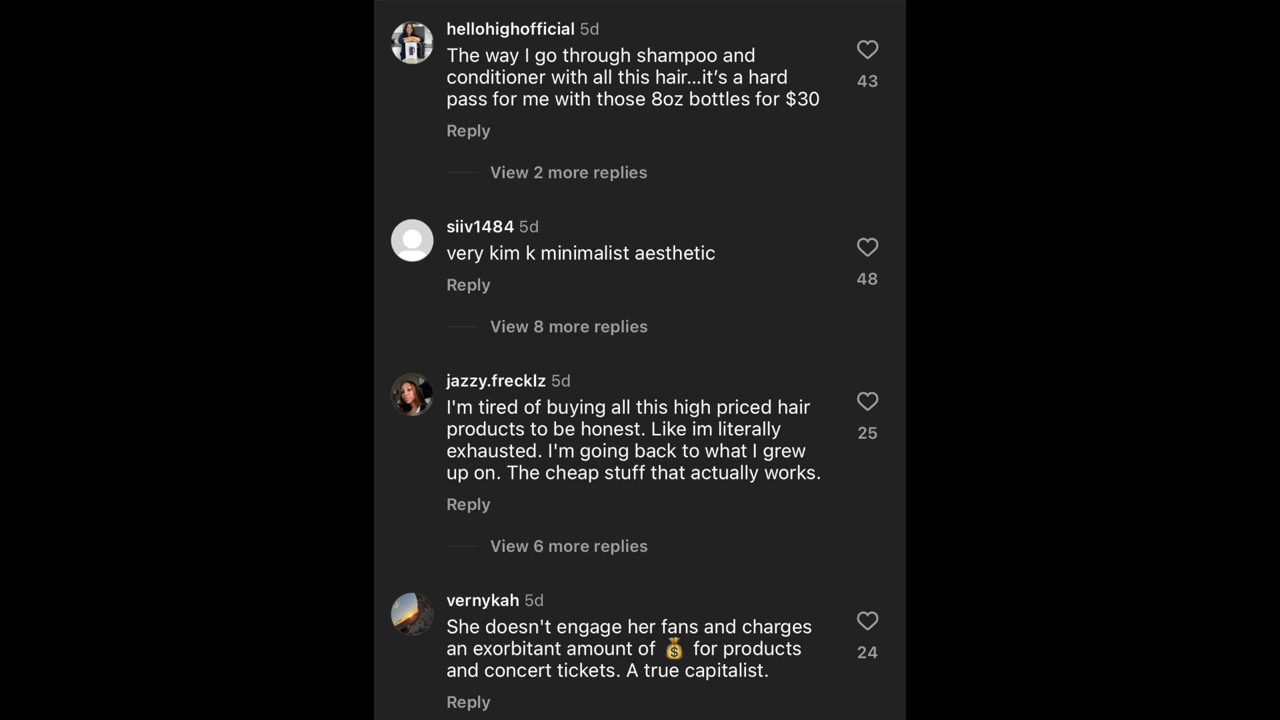 hellohighofficial 5d
The way I go through shampoo and
conditioner with all this hair...it's a hard
pass for me with those 8oz bottles for $30
43
Reply
View 2 more replies
siiv1484 5d
very kim k minimalist aesthetic
48
Reply
View 8 more replies
jazzy.frecklz 5d
I'm tired of buying all this high priced hair
products to be honest. Like im literally
exhausted. I'm going back to what I grew
up on. The cheap stuff that actually works.
25
Reply
View 6 more replies
vernykah 5d
She doesn't engage her fans and charges
an exorbitant amount of 💰 for products
and concert tickets. A true capitalist.
24
Reply